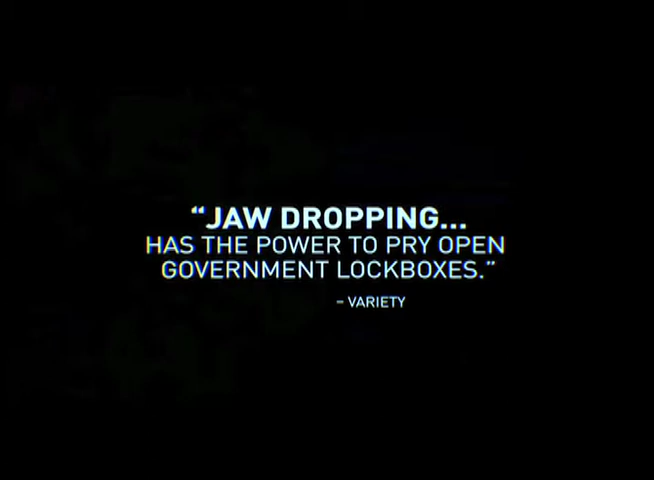 “JAW DROPPING...
HAS THE POWER TO PRY OPEN
GOVERNMENT LOCKBOXES.”
– VARIETY